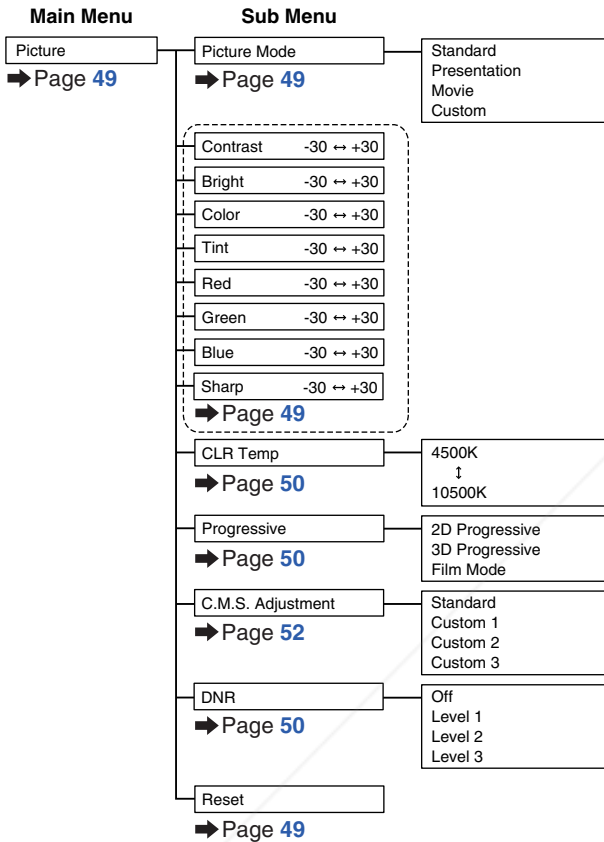 Main Menu Sub Menu
Picture Picture Mode Standard
➡Page 49 ➡Page 49 Presentation
Movie
Custom
Contrast -30 ↔ +30
Bright -30 ↔ +30
Color -30 ↔ +30
Tint -30 ↔ +30
Red -30 ↔ +30
Green -30 ↔ +30
Blue -30 ↔ +30
Sharp -30 ↔ +30
➡Page 49
CLR Temp 4500K
↕
➡Page 50 10500K
Progressive 2D Progressive
3D Progressive
➡Page 50 Film Mode
C.M.S. Adjustment Standard
Custom 1
➡Page 52 Custom 2
Custom 3
DNR Off
Level 1
➡Page 50 Level 2
Level 3
Reset
➡Page 49